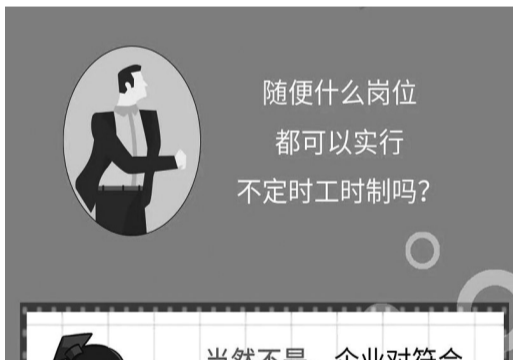 随便什么岗位
都可以实行
不定时工时制吗？
当然不是，企业对符合